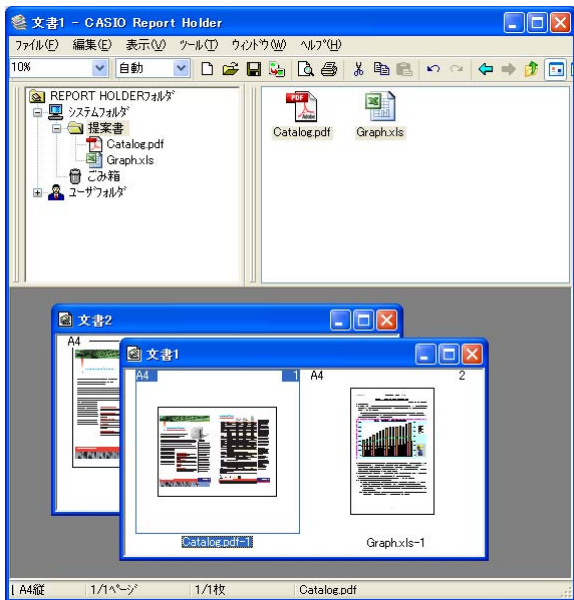 文書1 - CASIO Report Holder
ファイル(F) 編集(E) 表示(V) ツール(T) ウィンドウ(W) ヘルプ(H)
10% 自動
REPORT HOLDERフォルダ
システムフォルダ
提案書
Catalog.pdf
Graph.xls
ごみ箱
ユーザフォルダ
PDF
Adobe
Catalog.pdf Graph.xls
文書2
A4
文書1
A4 1 A4 2
Catalog.pdf-1 Graph.xls-1
A4縦 1/1ページ 1/1枚 Catalog.pdf